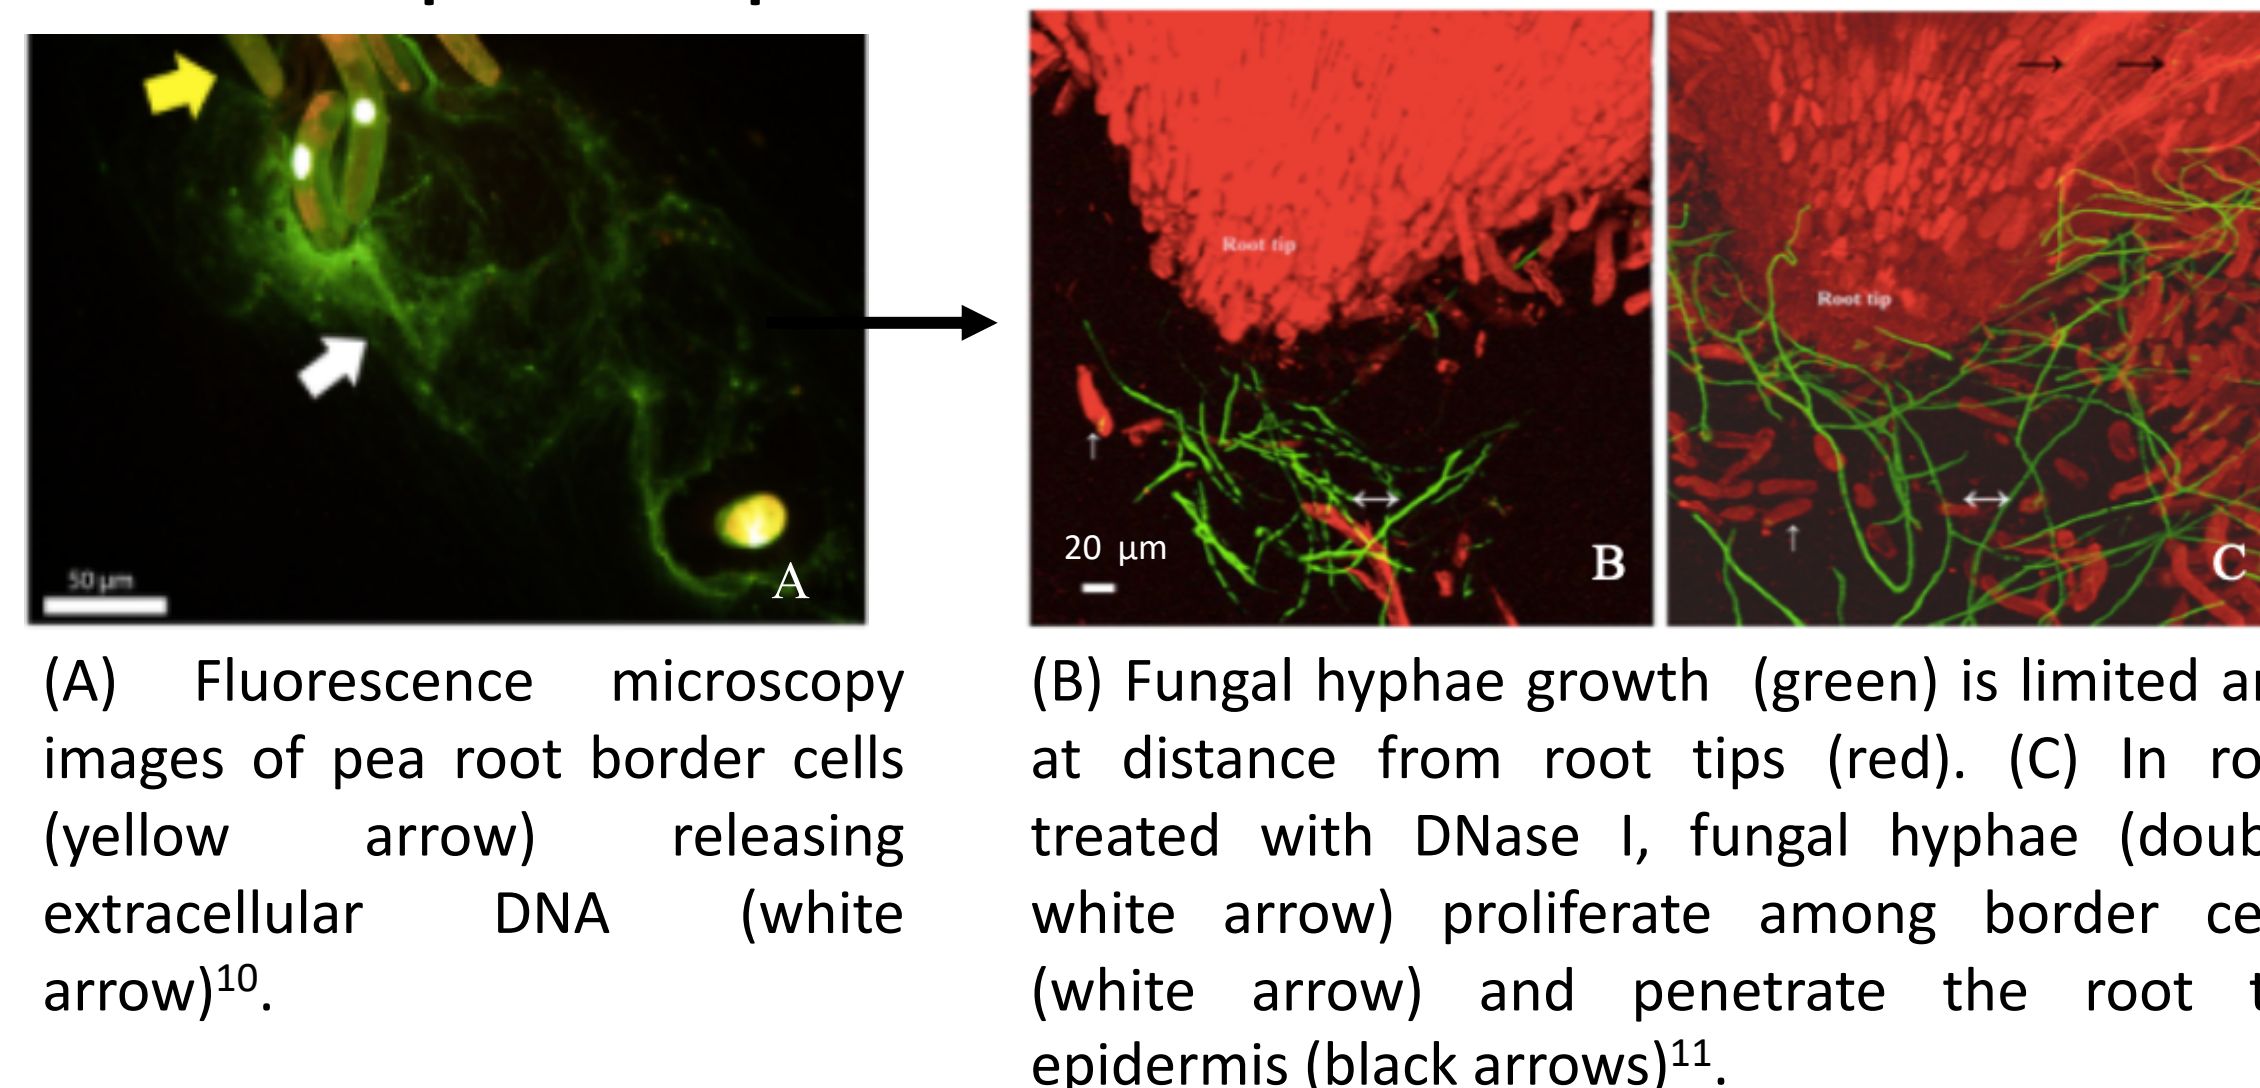 50 µm
A
Root tip
20 µm
B
Root tip
C
(A) Fluorescence microscopy
images of pea root border cells
(yellow arrow) releasing
extracellular DNA (white
arrow)10.
(B) Fungal hyphae growth (green) is limited
at distance from root tips (red). (C) In
treated with DNase I, fungal hyphae
white arrow) proliferate among border
(white arrow) and penetrate the root
epidermis (black arrows)11.